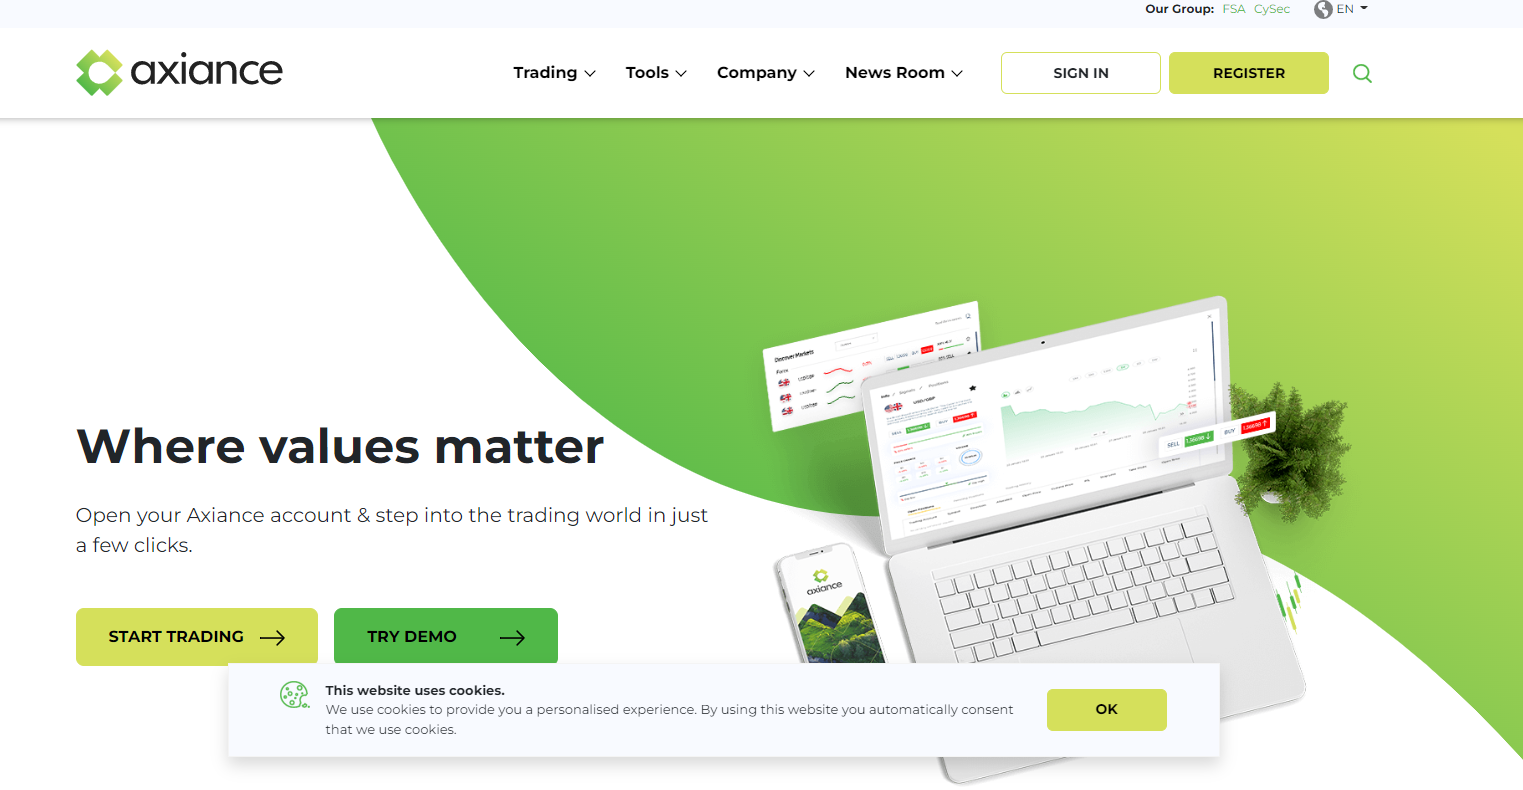 Our Group: FSA CySec EN
axiance
Trading Tools Company News Room SIGN IN REGISTER
Where values matter
Open your Axiance account & step into the trading world in just
a few clicks.
START TRADING TRY DEMO
Discover Markets
Forex
SELL
BUY
axiance
This website uses cookies.
We use cookies to provide you a personalised experience. By using this website you automatically consent
that we use cookies.
OK